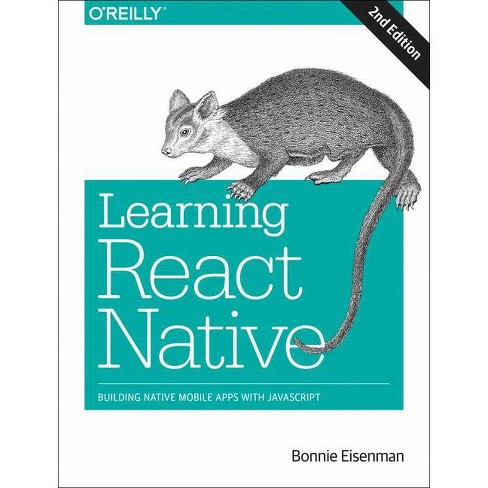 O'REILLY®
2nd Edition
Learning
React
Native
BUILDING NATIVE MOBILE APPS WITH JAVASCRIPT
Bonnie Eisenman